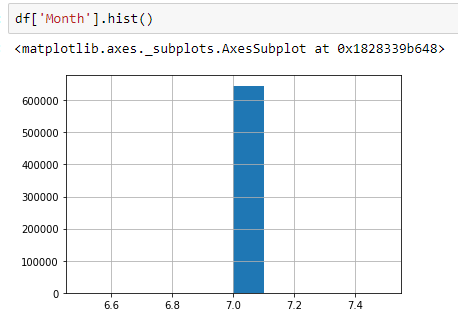 df['Month'].hist()
<matplotlib.axes._subplots.AxesSubplot at 0x1828339b648>
600000
500000
400000
300000
200000
100000
0
6.6 6.8 7.0 7.2 7.4